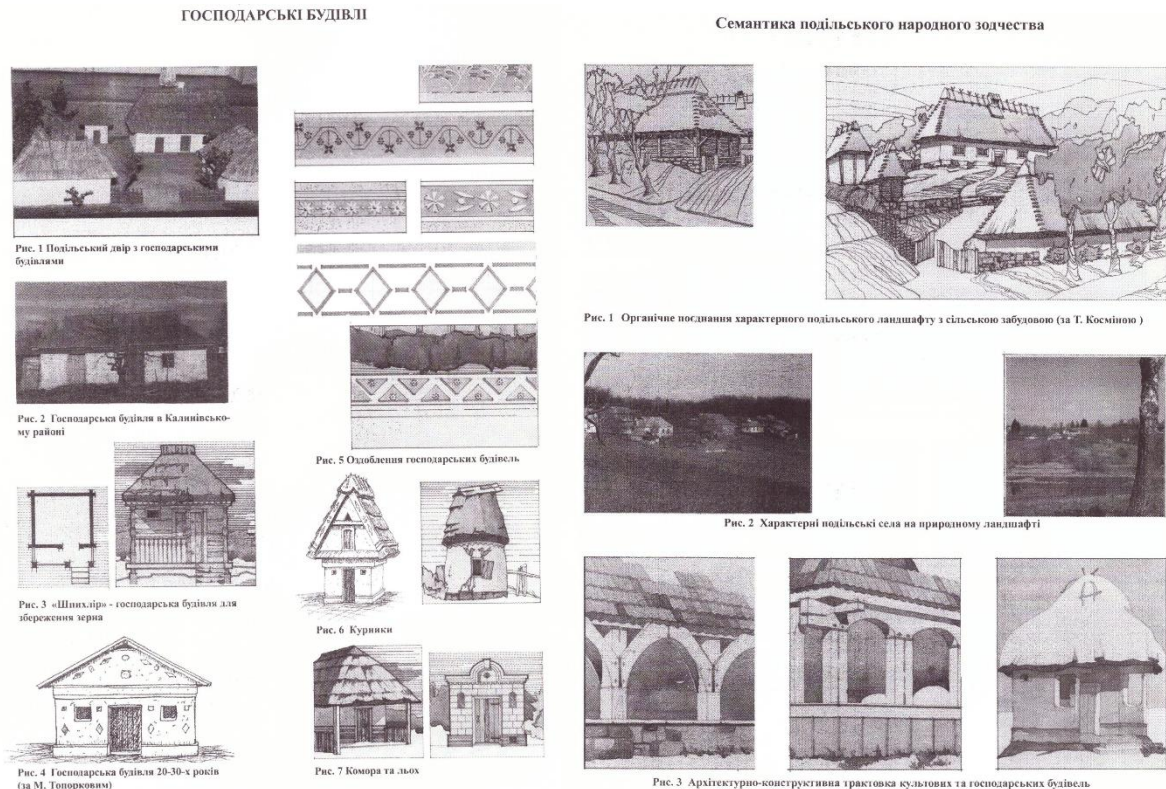 ГОСПОДАРСЬКІ БУДІВЛІ
Рис. 1 Подільський двір з господарськими
будівлями
Рис. 2 Господарська будівля в Калинівсько-
му районі
Рис. 3 «Шпихлір» - господарська будівля для
збереження зерна
Рис. 4 Господарська будівля 20-30-х років
(за М. Топорковим)
Рис. 5 Оздоблення господарських будівель
Рис. 6 Курники
Рис. 7 Комора та льох
Семантика подільського народного зодчества
Рис. 1 Органічне поєднання характерного подільського ландшафту з сільською забудовою (за Т. Косміною )
Рис. 2 Характерні подільські села на природному ландшафті
Рис. 3 Архітектурно-конструктивна трактовка культових та господарських будівель